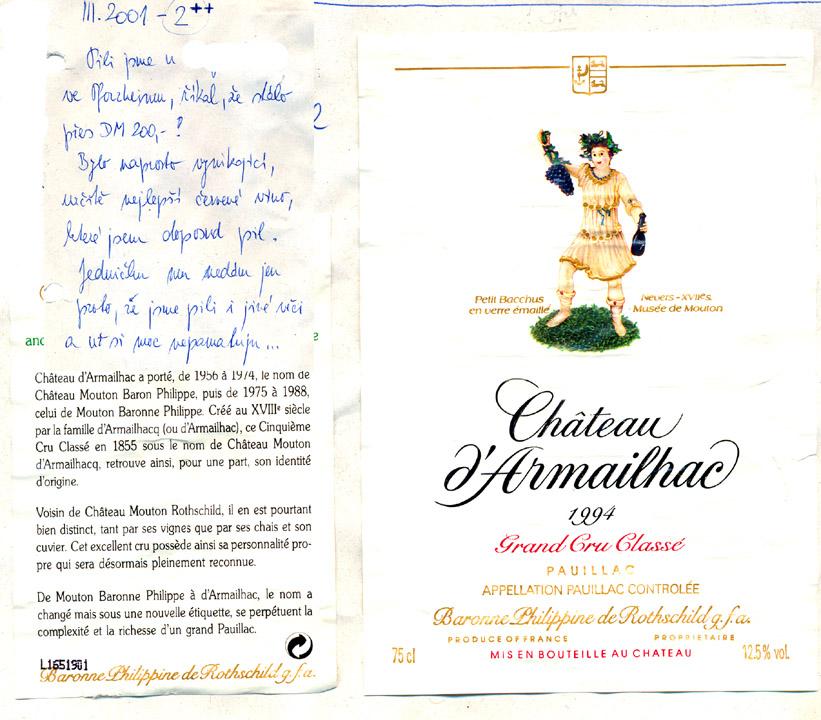 III. 2001 - 2++
Pili jsme u
ve Pforzheimu, říkal, že stálo
přes DM 200,- ?
Bylo naprosto vynikající,
určitě nejlepší červené víno,
které jsem doposud pil.
Jedničku mu nedám jen
proto, že jsme pili i jiné věci
a už si moc nepamatuju...
2
and
e
Château d'Armailhac a porté, de 1956 à 1974, le nom de
Château Mouton Baron Philippe, puis de 1975 à 1988,
celui de Mouton Baronne Philippe. Créé au XVIIIe siècle
par la famille d'Armailhacq (ou d'Armailhac), ce Cinquième
Cru Classé en 1855 sous le nom de Château Mouton
d'Armailhacq, retrouve ainsi, pour une part, son identité
d'origine.
Voisin de Château Mouton Rothschild, il en est pourtant
bien distinct, tant par ses vignes que par ses chais et son
cuvier. Cet excellent cru possède ainsi sa personnalité pro-
pre qui sera désormais pleinement reconnue.
De Mouton Baronne Philippe à d'Armailhac, le nom a
changé mais sous une nouvelle étiquette, se perpétuent la
complexité et la richesse d'un grand Pauillac.
L1651901
Baronne Philippine de Rothschild g.f.a.
Petit Bacchus
en verre émaillé
Nevers - XVIIe s.
Musée de Mouton
Château
d'Armailhac
1994
Grand Cru Classé
PAUILLAC
APPELLATION PAUILLAC CONTROLÉE
Baronne Philippine de Rothschild g.f.a.
PRODUCE OF FRANCE PROPRIETAIRE
75 cl MIS EN BOUTEILLE AU CHATEAU 12.5% vol.